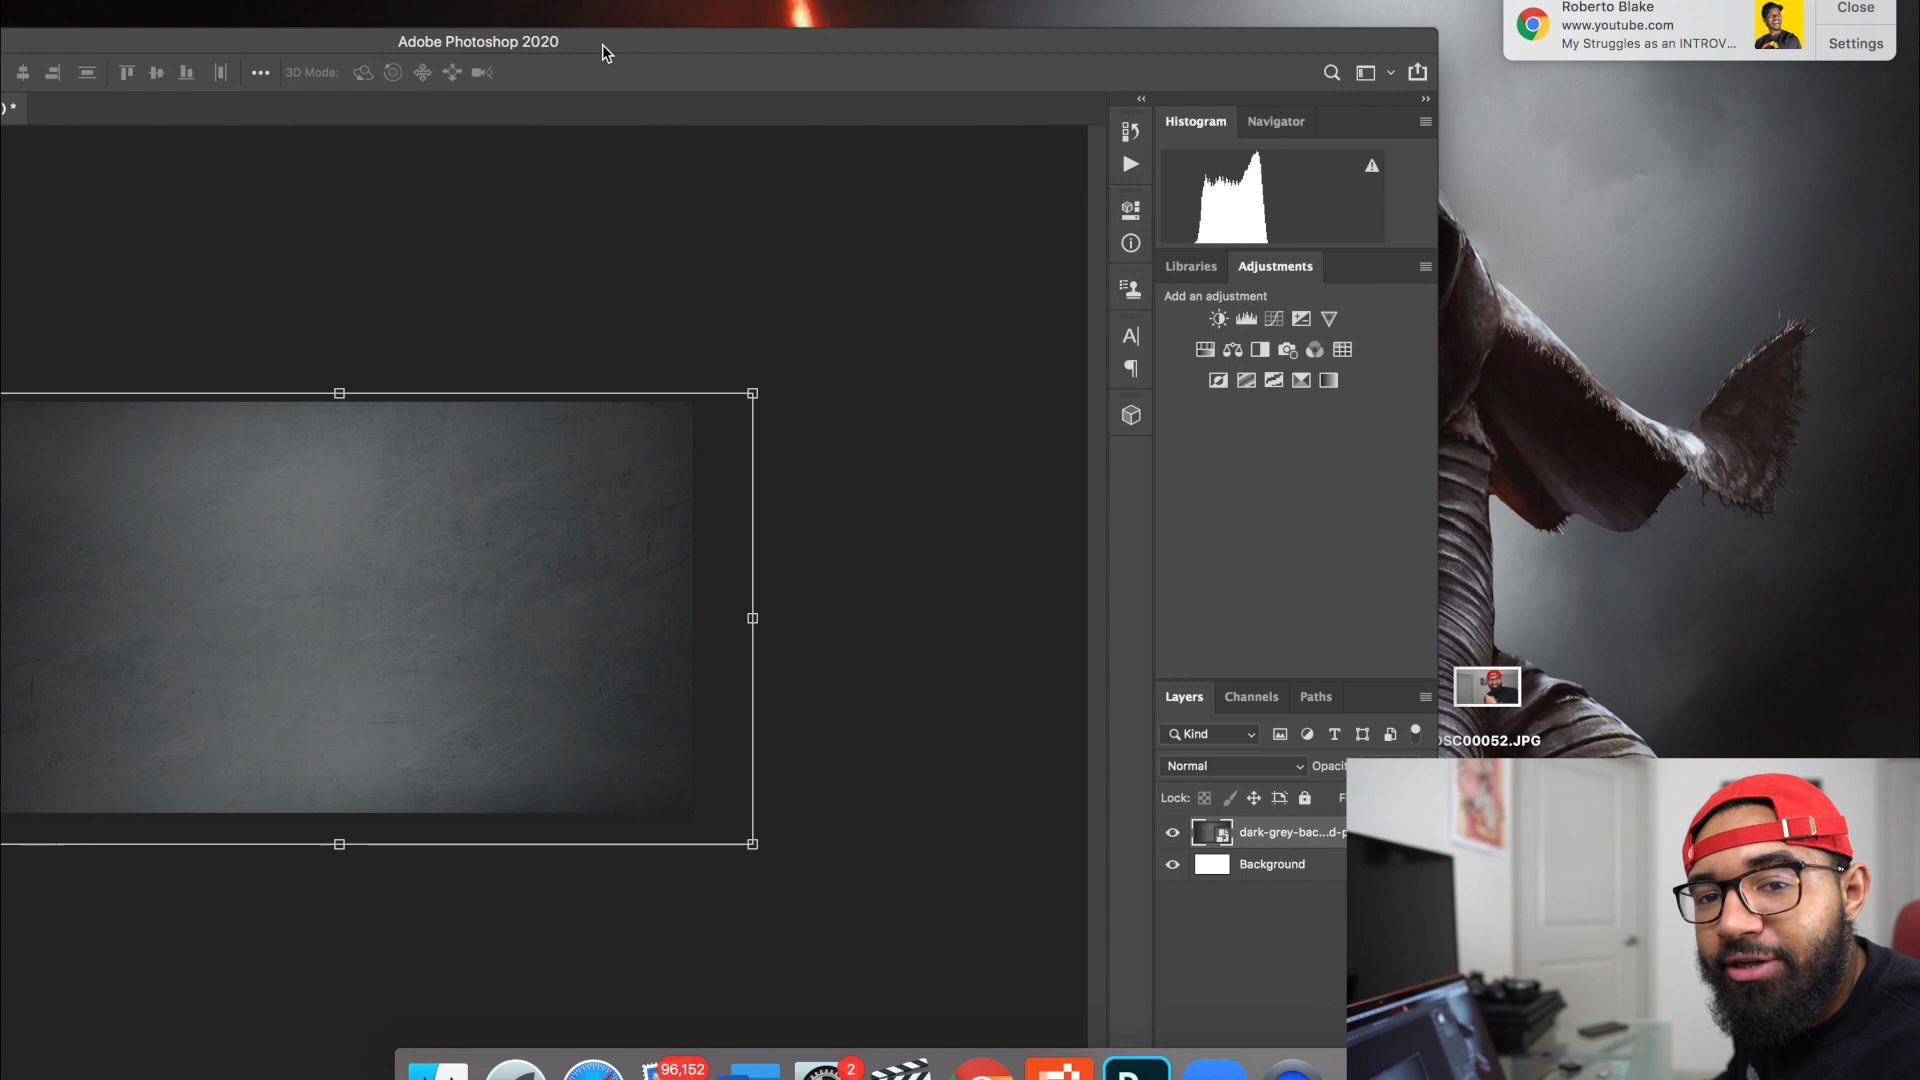 Roberto Blake
www.youtube.com
My Struggles as an INTROV...
Close
Settings
Adobe Photoshop 2020
3D Mode:
) *
Histogram
Navigator
Libraries
Adjustments
Add an adjustment
Layers
Channels
Paths
Kind
Normal
Opacit
Lock:
F
dark-grey-bac...d-p
Background
DSC00052.JPG
96,152
2